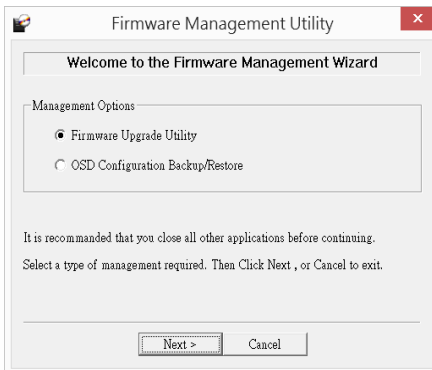 Firmware Management Utility
Welcome to the Firmware Management Wizard
Management Options
Firmware Upgrade Utility
OSD Configuration Backup/Restore
It is recommanded that you close all other applications before continuing.
Select a type of management required. Then Click Next , or Cancel to exit.
Next > Cancel